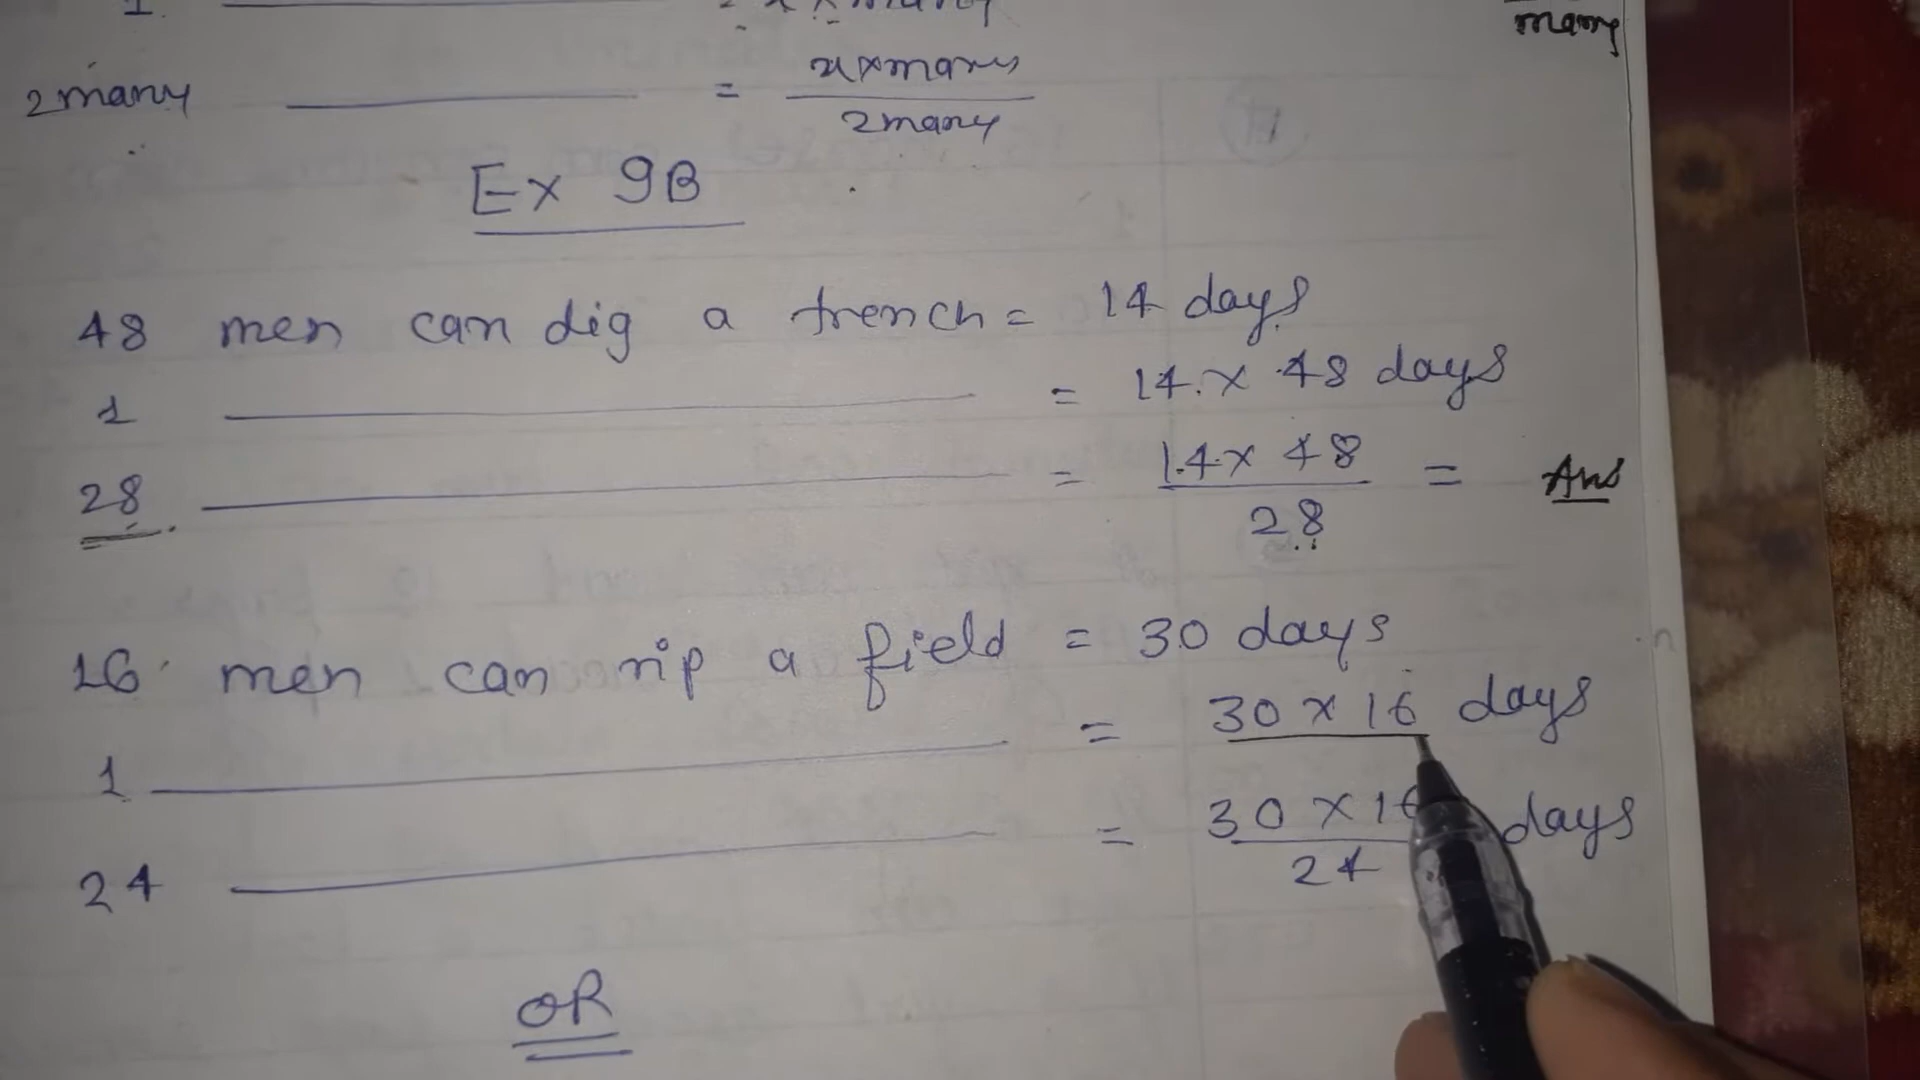 many
2many = x×many
2many
Ex 9B
48 men can dig a trench = 14 days
1 = 14 × 48 days
28 = 14 × 48 = Ans
28
16 men can rip a field = 30 days
1 = 30 × 16 days
24 = 30 × 16 days
24
OR